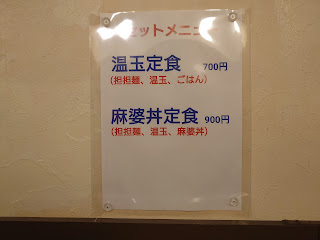 セットメニュー
温玉定食 700円
(担担麺、温玉、ごはん)
麻婆丼定食 900円
(担担麺、温玉、麻婆丼)